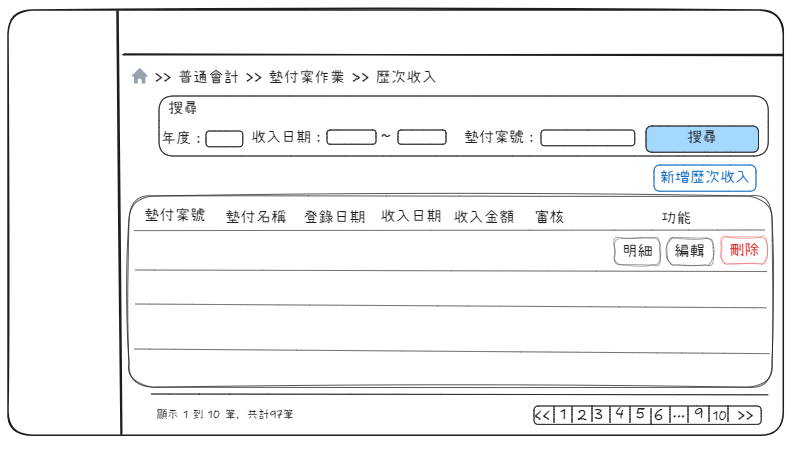 >> 普通會計 >> 墊付案作業 >> 歷次收入
搜尋
年度： 收入日期： ~ 墊付案號： 搜尋
新增歷次收入
墊付案號 墊付名稱 登錄日期 收入日期 收入金額 審核 功能
明細 編輯 刪除
顯示 1 到 10 筆, 共計97筆
<< 1 2 3 4 5 6 ... 9 10 >>